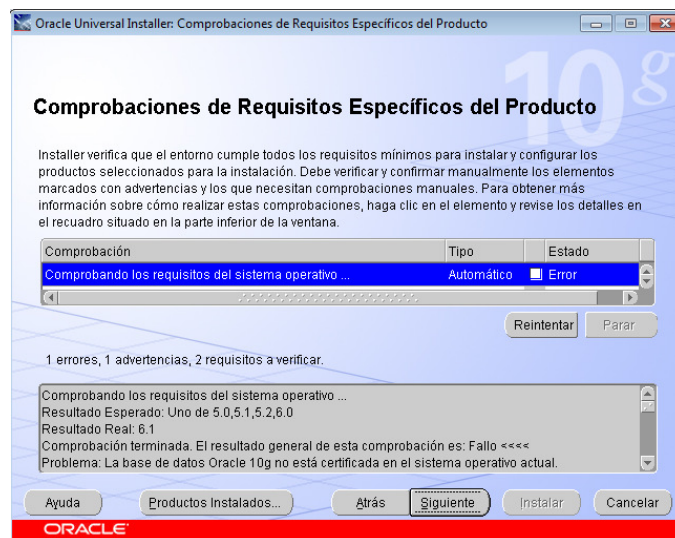 Oracle Universal Installer: Comprobaciones de Requisitos Específicos del Producto
10g
Comprobaciones de Requisitos Específicos del Producto
Installer verifica que el entorno cumple todos los requisitos mínimos para instalar y configurar los
productos seleccionados para la instalación. Debe verificar y confirmar manualmente los elementos
marcados con advertencias y los que necesitan comprobaciones manuales. Para obtener más
información sobre cómo realizar estas comprobaciones, haga clic en el elemento y revise los detalles en
el recuadro situado en la parte inferior de la ventana.
Comprobación Tipo Estado
Comprobando los requisitos del sistema operativo ... Automático Error
Reintentar Parar
1 errores, 1 advertencias, 2 requisitos a verificar.
Comprobando los requisitos del sistema operativo ...
Resultado Esperado: Uno de 5.0,5.1,5.2,6.0
Resultado Real: 6.1
Comprobación terminada. El resultado general de esta comprobación es: Fallo <<<<
Problema: La base de datos Oracle 10g no está certificada en el sistema operativo actual.
Ayuda Productos Instalados... Atrás Siguiente Instalar Cancelar
ORACLE